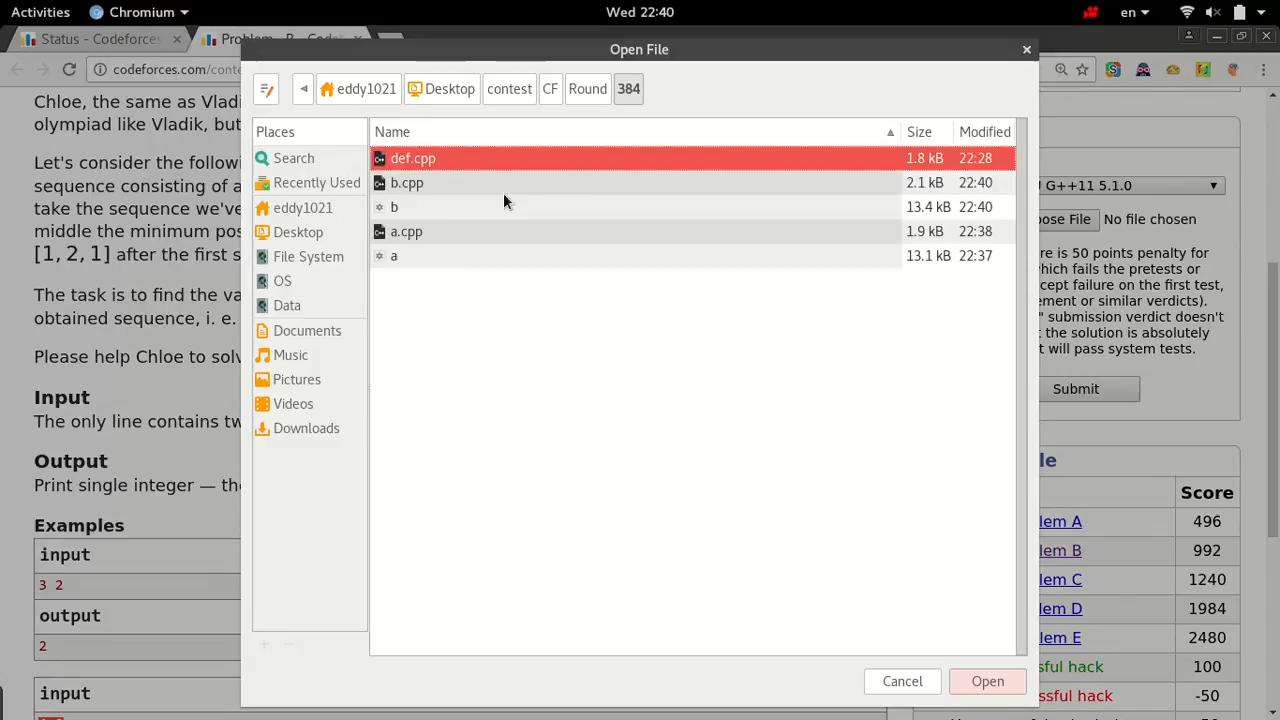 Activities Chromium Wed 22:40 en
Status - Codeforces
codeforces.com/conte
Open File
eddy1021 Desktop contest CF Round 384
Places
Search
Recently Used
eddy1021
Desktop
File System
OS
Data
Documents
Music
Pictures
Videos
Downloads
Name Size Modified
def.cpp 1.8 kB 22:28
b.cpp 2.1 kB 22:40
b 13.4 kB 22:40
a.cpp 1.9 kB 22:38
a 13.1 kB 22:37
Cancel Open
Chloe, the same as Vladi
olympiad like Vladik, but
Let's consider the followi
sequence consisting of a
take the sequence we've
middle the minimum pos
[1, 2, 1] after the first s
The task is to find the va
obtained sequence, i. e.
Please help Chloe to solv
Input
The only line contains tw
Output
Print single integer — the
Examples
input
3 2
output
2
input
G++11 5.1.0
ose File No file chosen
re is 50 points penalty for
hich fails the pretests or
cept failure on the first test,
ement or similar verdicts).
" submission verdict doesn't
t the solution is absolutely
t will pass system tests.
Submit
le
Score
lem A 496
lem B 992
lem C 1240
lem D 1984
lem E 2480
sful hack 100
essful hack -50